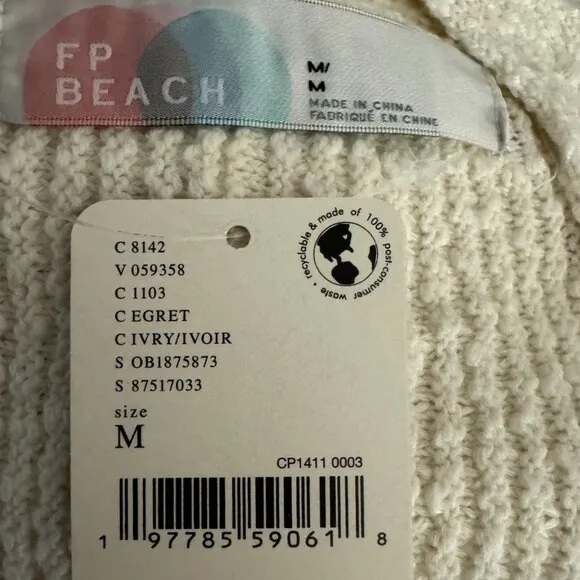 FP
BEACH
M/
M
MADE IN CHINA
FABRIQUÉ EN CHINE
recyclable & made of 100% post-consumer waste •
C 8142
V 059358
C 1103
C EGRET
C IVRY/IVOIR
S OB1875873
S 87517033
size
M
CP1411 0003
1 97785 59061 8